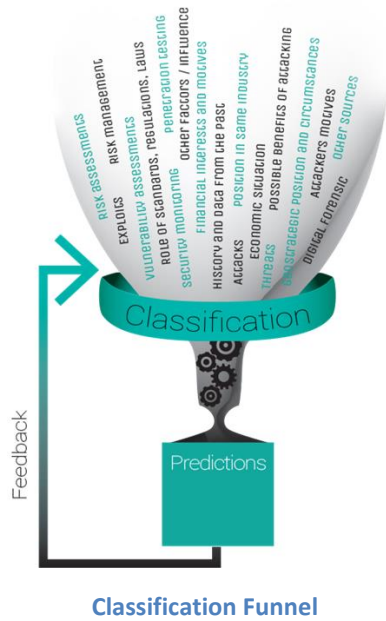 Risk assessments
Risk management
Exploits
Vulnerability assessments
Role of standards, regulations, laws
Security monitoring
Penetration testing
Other factors / influence
Financial interests and motives
History and data from the past
Attacks
Position in same industry
Economic situation
Threats
Possible benefits of attacking
Geostrategic position and circumstances
Attackers motives
Digital forensic
Other sources
Classification
Feedback
Predictions
Classification Funnel